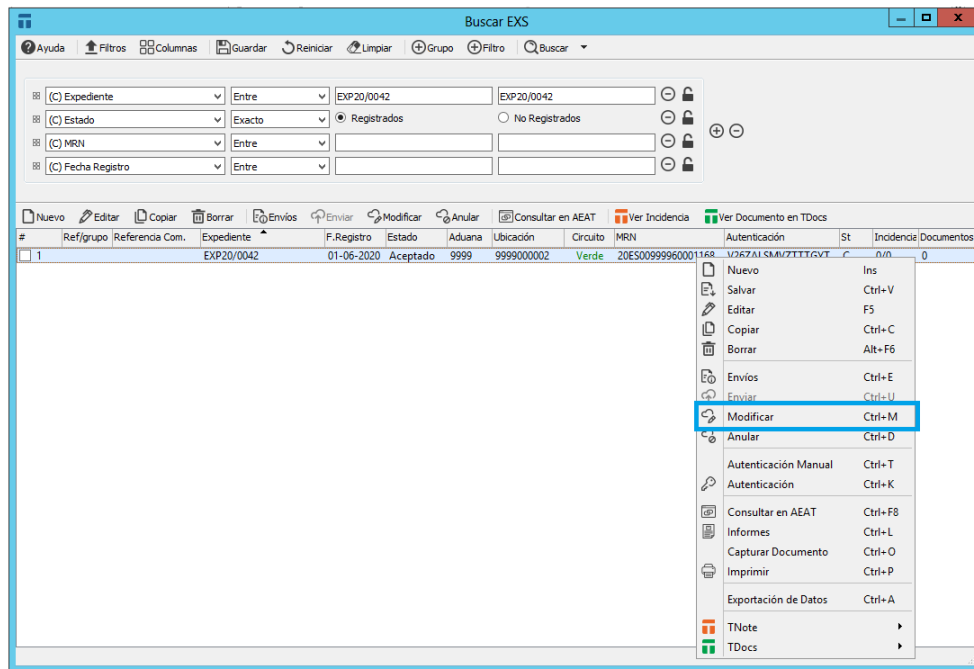 Buscar EXS
Ayuda Filtros Columnas Guardar Reiniciar Limpiar Grupo Filtro Buscar
(C) Expediente Entre EXP20/0042 EXP20/0042
(C) Estado Exacto Registrados No Registrados
(C) MRN Entre
(C) Fecha Registro Entre
Nuevo Editar Copiar Borrar Envíos Enviar Modificar Anular Consultar en AEAT Ver Incidencia Ver Documento en TDocs
# Ref/grupo Referencia Com. Expediente F.Registro Estado Aduana Ubicación Circuito MRN Autenticación St Incidencia Documentos
1 EXP20/0042 01-06-2020 Aceptado 9999 9999000002 Verde 20ES00999960001168 V26ZALSMVZTTTGYT C 0/0 0
Nuevo Ins
Salvar Ctrl+V
Editar F5
Copiar Ctrl+C
Borrar Alt+F6
Envíos Ctrl+E
Enviar Ctrl+U
Modificar Ctrl+M
Anular Ctrl+D
Autenticación Manual Ctrl+T
Autenticación Ctrl+K
Consultar en AEAT Ctrl+F8
Informes Ctrl+L
Capturar Documento Ctrl+O
Imprimir Ctrl+P
Exportación de Datos Ctrl+A
TNote
TDocs